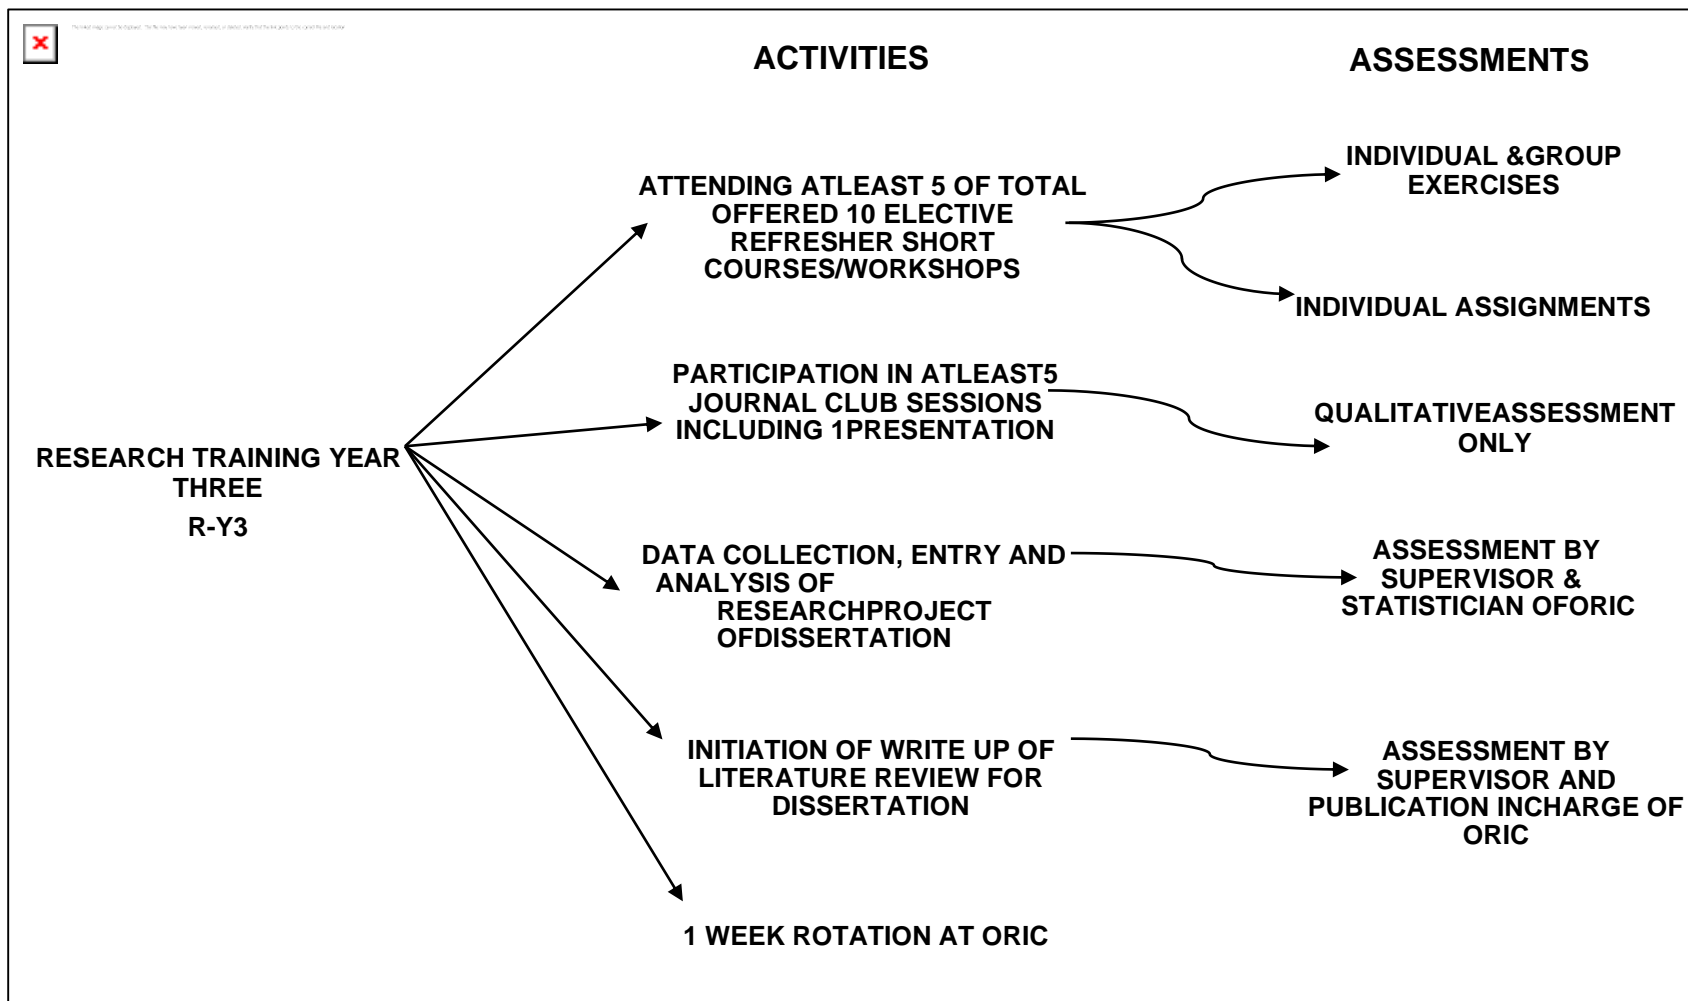 ACTIVITIES
ASSESSMENTS
RESEARCH TRAINING YEAR
THREE
R-Y3
ATTENDING ATLEAST 5 OF TOTAL
OFFERED 10 ELECTIVE
REFRESHER SHORT
COURSES/WORKSHOPS
INDIVIDUAL &GROUP
EXERCISES
INDIVIDUAL ASSIGNMENTS
PARTICIPATION IN ATLEAST5
JOURNAL CLUB SESSIONS
INCLUDING 1PRESENTATION
QUALITATIVEASSESSMENT
ONLY
DATA COLLECTION, ENTRY AND
ANALYSIS OF
RESEARCHPROJECT
OFDISSERTATION
ASSESSMENT BY
SUPERVISOR &
STATISTICIAN OFORIC
INITIATION OF WRITE UP OF
LITERATURE REVIEW FOR
DISSERTATION
ASSESSMENT BY
SUPERVISOR AND
PUBLICATION INCHARGE OF
ORIC
1 WEEK ROTATION AT ORIC